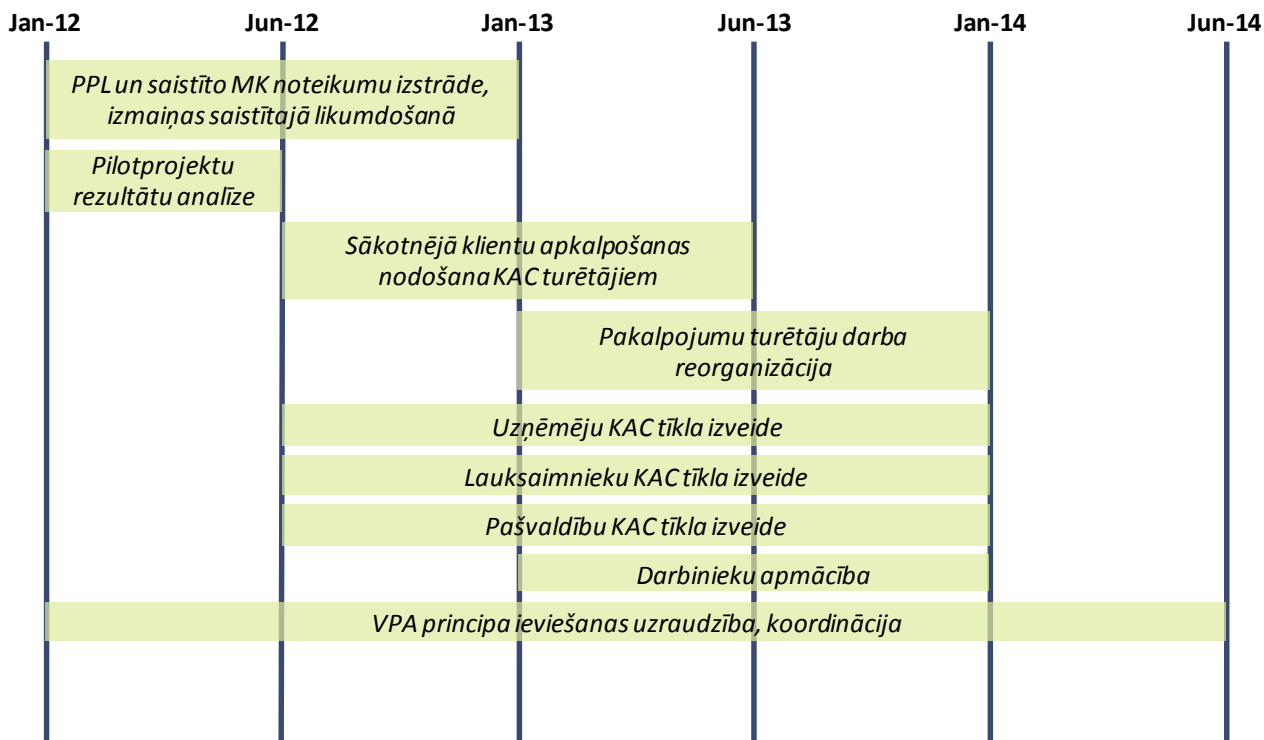 Jan-12 Jun-12 Jan-13 Jun-13 Jan-14 Jun-14
PPL un saistīto MK noteikumu izstrāde,
izmaiņas saistītajā likumdošanā
Pilotprojektu
rezultātu analīze
Sākotnējā klientu apkalpošanas
nodošana KAC turētājiem
Pakalpojumu turētāju darba
reorganizācija
Uzņēmēju KAC tīkla izveide
Lauksaimnieku KAC tīkla izveide
Pašvaldību KAC tīkla izveide
Darbinieku apmācība
VPA principa ieviešanas uzraudzība, koordinācija